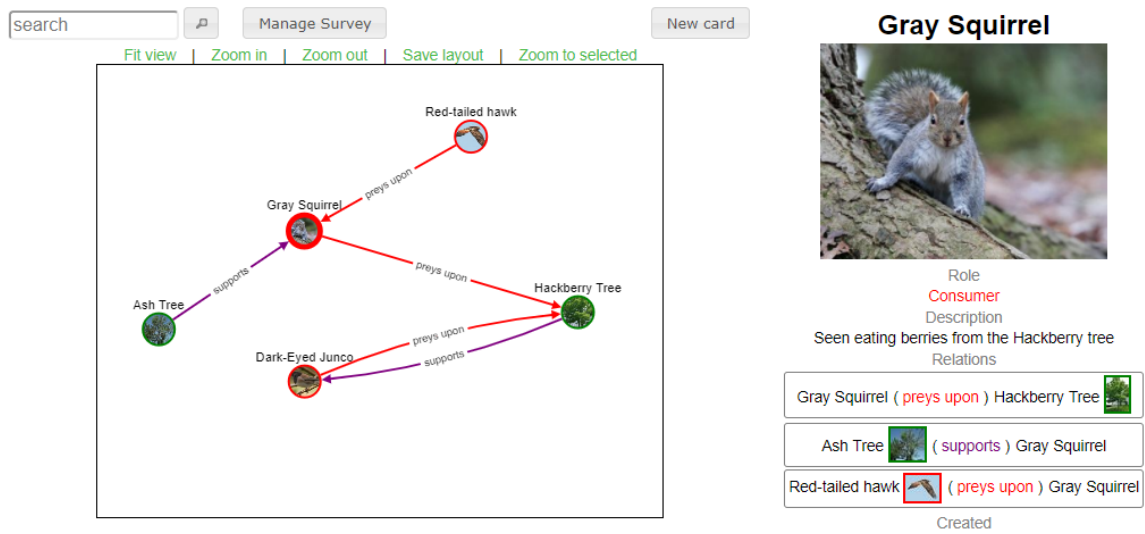 search
Manage Survey
New card
Fit view | Zoom in | Zoom out | Save layout | Zoom to selected
Red-tailed hawk
preys upon
Gray Squirrel
preys upon
supports
Hackberry Tree
Ash Tree
preys upon
supports
Dark-Eyed Junco
Gray Squirrel
Role
Consumer
Description
Seen eating berries from the Hackberry tree
Relations
Gray Squirrel ( preys upon ) Hackberry Tree
Ash Tree ( supports ) Gray Squirrel
Red-tailed hawk ( preys upon ) Gray Squirrel
Created